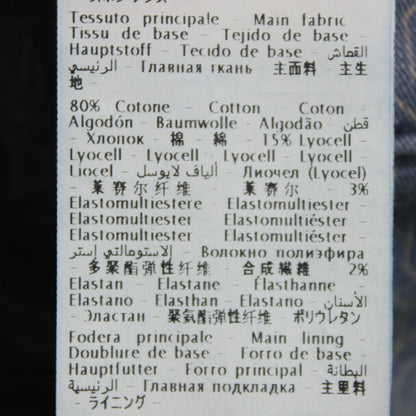 Tessuto principale - Main fabric
Tissu de base - Tejido de base -
Hauptstoff - Tecido de base - القماش
الرئيسي - Главная ткань - 主面料 - 主生
地 -
80% Cotone - Cotton - Coton -
Algodón - Baumwolle - Algodão - قطن
- Хлопок - 棉 - 綿 - 15% Lyocell -
Lyocell - Lyocell - Lyocell - Lyocell
Liocel - ألياف لايوسل - Лиочел (Lyocel)
- 莱赛尔纤维 - 莱赛尔 - 3%
Elastomultiestere - Elastomultiester
Elastomultiester - Elastomultiéster
Elastomultiester - Elastomultiéster
الاستومالتي إستر - Волокно полиэфира
- 多聚酯弹性纤维 - 合成繊維 - 2%
Elastan - Elastane - Élasthanne
Elastano - Elasthan - Elastano - الأستان
- Эластан - 聚氨酯弹性纤维 - ポリウレタン
Fodera principale - Main lining
Doublure de base - Forro de base
Hauptfutter - Forro principal - البطانة
الرئيسية - Главная подкладка - 主里料
- ライニング -